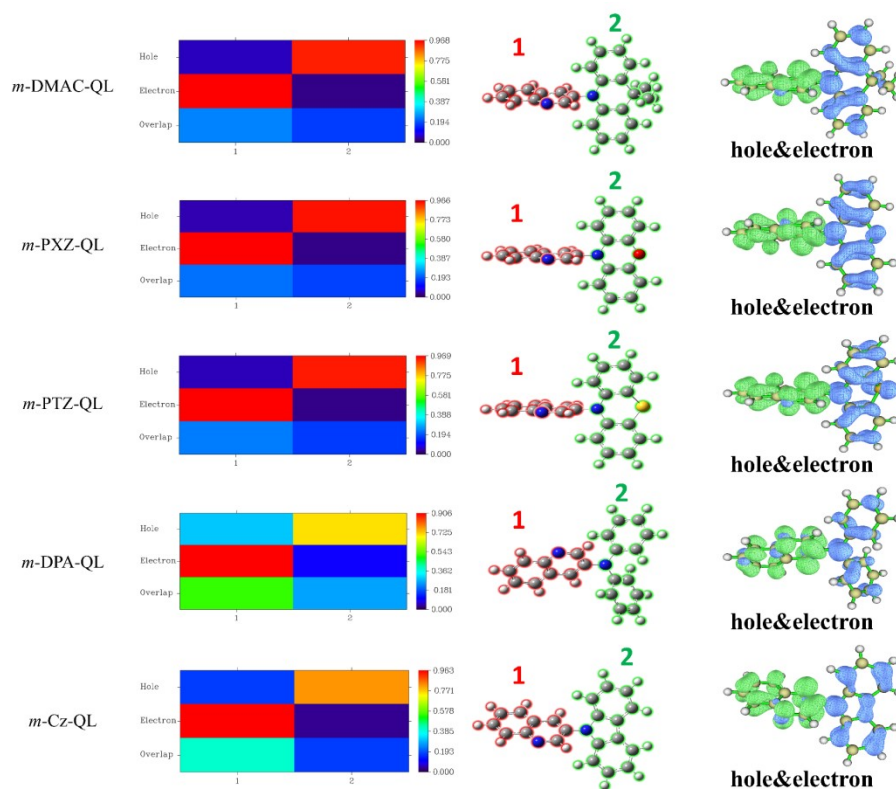 1
2
0.968
0.774
0.581
0.387
0.194
0.000
Hole
Electron
Overlap
1
2
m-DMAC-QL
hole&electron
1
2
0.966
0.773
0.580
0.386
0.193
0.000
Hole
Electron
Overlap
1
2
m-PXZ-QL
hole&electron
1
2
0.969
0.775
0.582
0.388
0.194
0.000
Hole
Electron
Overlap
1
2
m-PTZ-QL
hole&electron
1
2
0.906
0.725
0.543
0.362
0.181
0.000
Hole
Electron
Overlap
1
2
m-DPA-QL
hole&electron
1
2
0.963
0.771
0.578
0.385
0.193
0.000
Hole
Electron
Overlap
1
2
m-Cz-QL
hole&electron